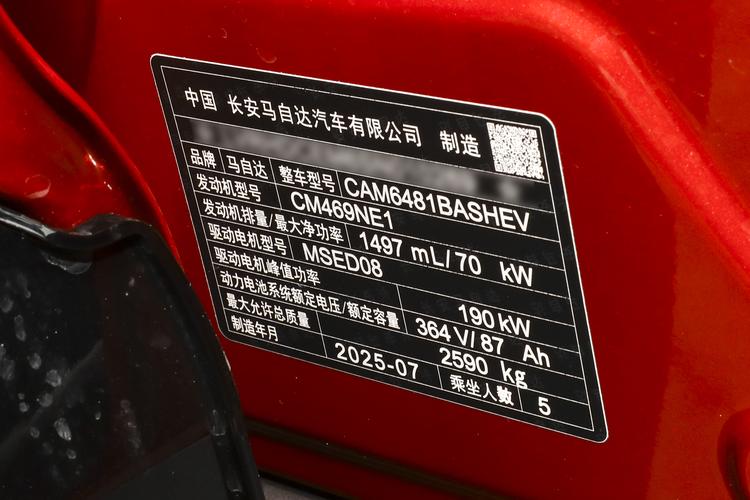 中国 长安马自达汽车有限公司 制造
品牌 马自达 整车型号 CAM6481BASHEV
发动机型号 CM469NE1
发动机排量/最大净功率 1497 mL/70 kW
驱动电机型号 MSED08
驱动电机峰值功率 190kW
动力电池系统额定电压/额定容量 364V/87 Ah
最大允许总质量 2590 kg
制造年月 2025-07 乘坐人数 5